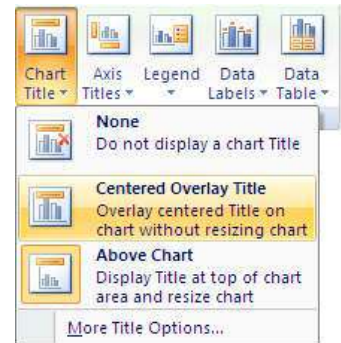 Chart Title Axis Titles Legend Data Labels Data Table
None
Do not display a chart Title
Centered Overlay Title
Overlay centered Title on
chart without resizing chart
Above Chart
Display Title at top of chart
area and resize chart
More Title Options...